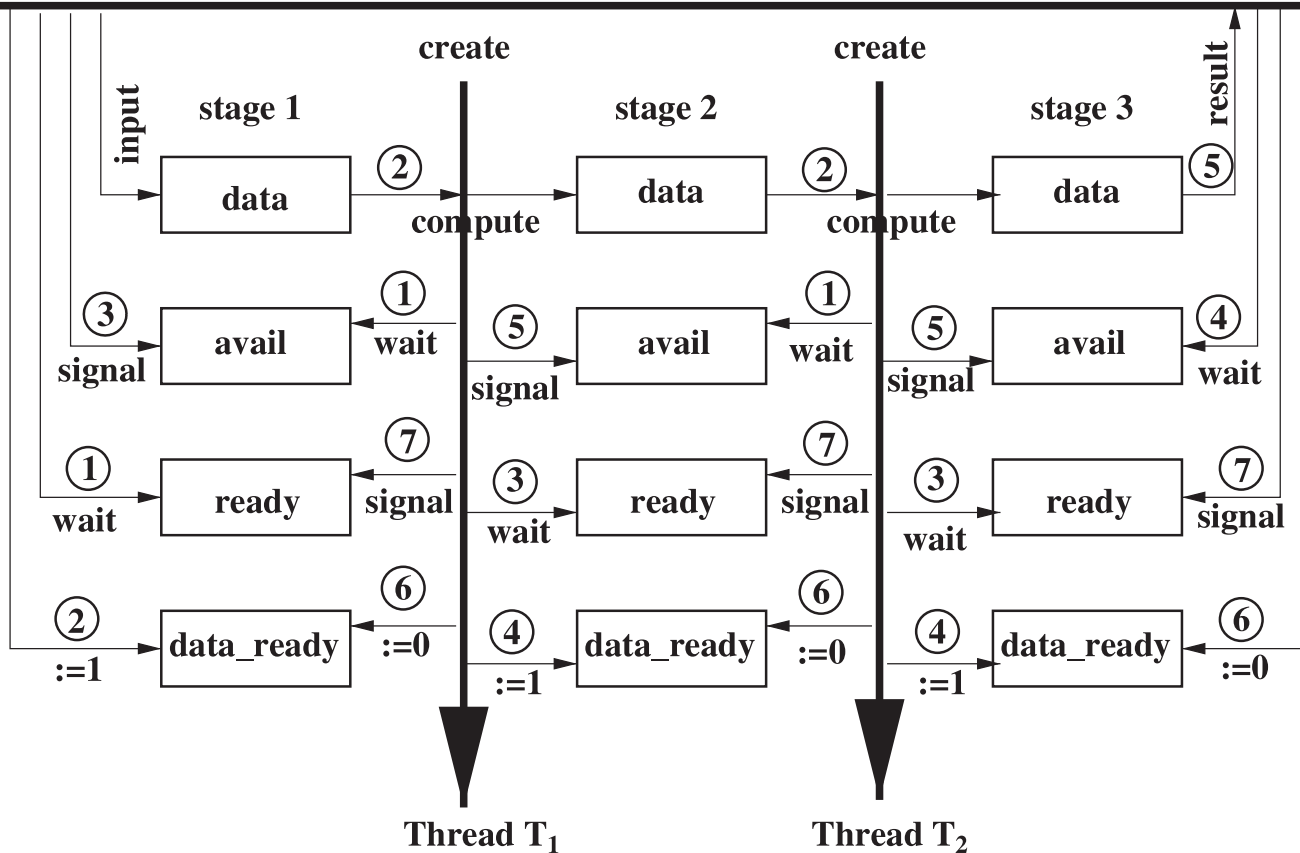 create create
input stage 1 stage 2 stage 3 result
data 2 data 2 data 5
compute compute
3 avail 1 wait 5 avail 1 wait 5 avail 4
signal signal signal wait
1 ready 7 signal 3 ready 7 signal 3 ready 7
wait wait wait signal
2 data_ready 6 4 data_ready 6 4 data_ready 6
:=1 :=0 :=1 :=0 :=1 :=0
Thread T1 Thread T2